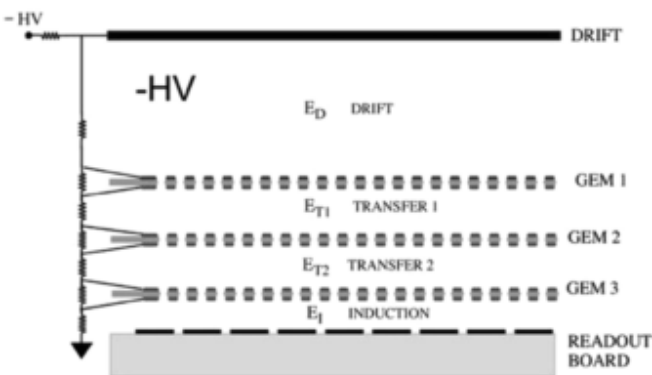 – HV
DRIFT
-HV
E_D DRIFT
GEM 1
E_T1 TRANSFER 1
GEM 2
E_T2 TRANSFER 2
GEM 3
E_I INDUCTION
READOUT
BOARD